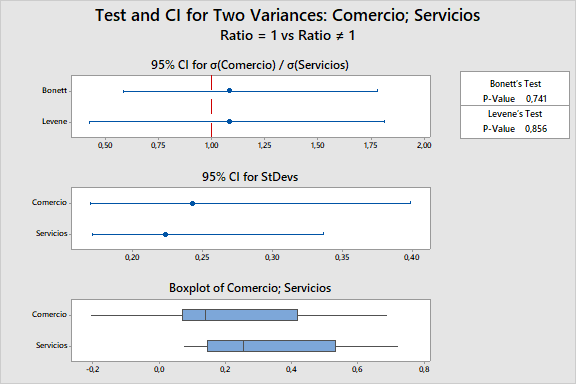 Test and CI for Two Variances: Comercio; Servicios
Ratio = 1 vs Ratio ≠ 1
95% CI for σ(Comercio) / σ(Servicios)
Bonett
Levene
0,50 0,75 1,00 1,25 1,50 1,75 2,00
Bonett's Test
P-Value 0,741
Levene's Test
P-Value 0,856
95% CI for StDevs
Comercio
Servicios
0,20 0,25 0,30 0,35 0,40
Boxplot of Comercio; Servicios
Comercio
Servicios
-0,2 0,0 0,2 0,4 0,6 0,8